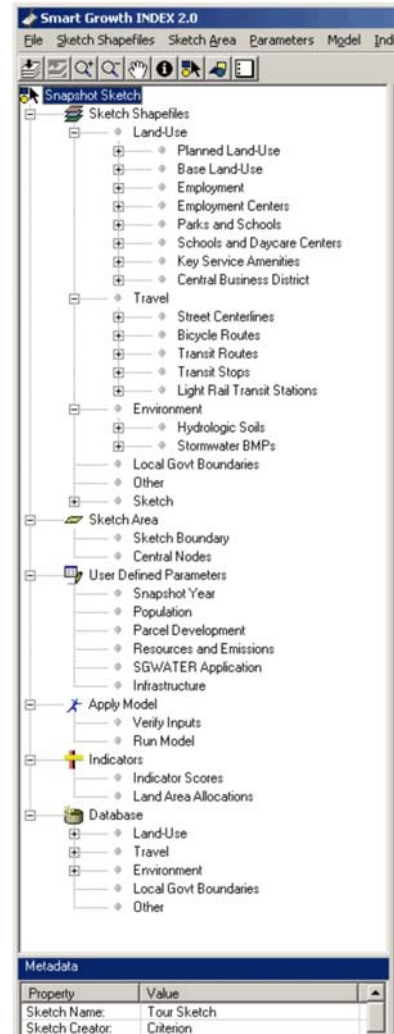 Smart Growth INDEX 2.0
File Sketch Shapefiles Sketch Area Parameters Model Ind
Snapshot Sketch
Sketch Shapefiles
Land-Use
Planned Land-Use
Base Land-Use
Employment
Employment Centers
Parks and Schools
Schools and Daycare Centers
Key Service Amenities
Central Business District
Travel
Street Centerlines
Bicycle Routes
Transit Routes
Transit Stops
Light Rail Transit Stations
Environment
Hydrologic Soils
Stormwater BMPs
Local Govt Boundaries
Other
Sketch
Sketch Area
Sketch Boundary
Central Nodes
User Defined Parameters
Snapshot Year
Population
Parcel Development
Resources and Emissions
SGWATER Application
Infrastructure
Apply Model
Verify Inputs
Run Model
Indicators
Indicator Scores
Land Area Allocations
Database
Land-Use
Travel
Environment
Local Govt Boundaries
Other
Metadata
Property Value
Sketch Name: Tour Sketch
Sketch Creator: Criterion